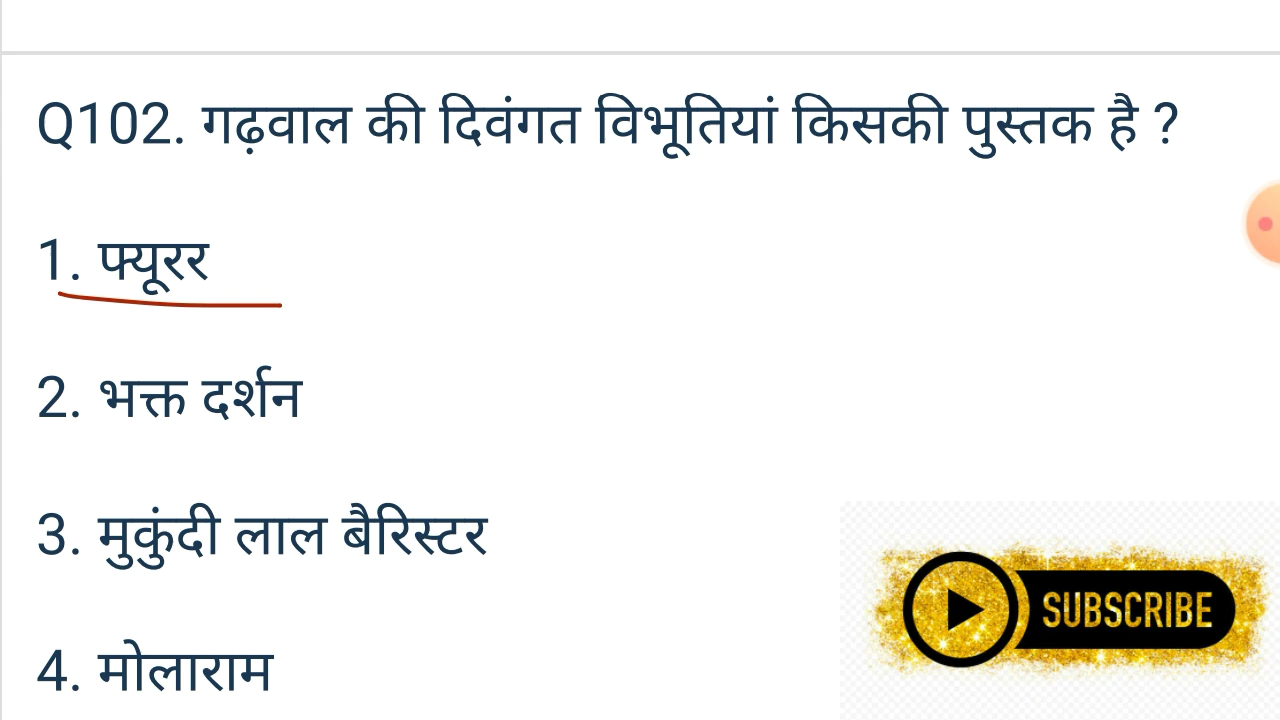 Q102. गढ़वाल की दिवंगत विभूतियां किसकी पुस्तक है ?
1. फ्यूरर
2. भक्त दर्शन
3. मुकुंदी लाल बैरिस्टर
4. मोलाराम
SUBSCRIBE